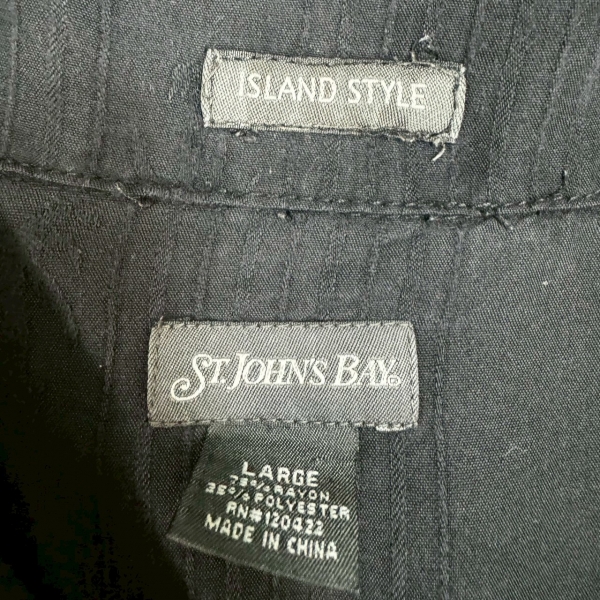 ISLAND STYLE
ST. JOHN'S BAY®
LARGE
75% RAYON
25% POLYESTER
RN#120422
MADE IN CHINA